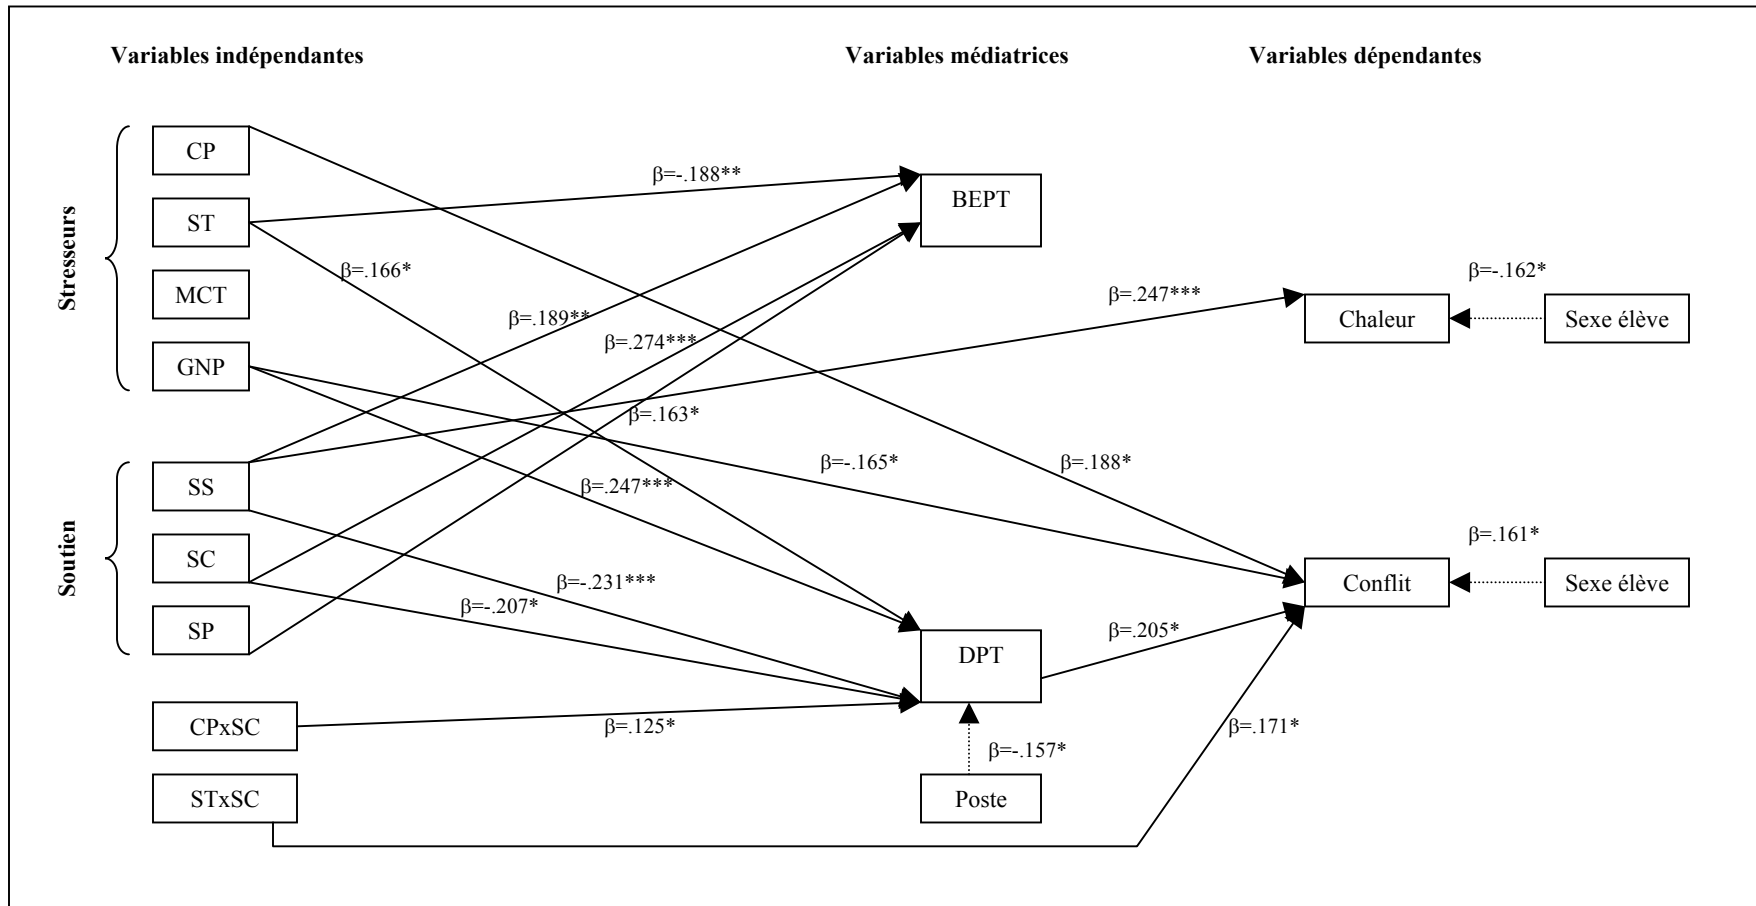 Variables indépendantes
Variables médiatrices
Variables dépendantes
Stresseurs
CP
ST
MCT
GNP
Soutien
SS
SC
SP
CPxSC
STxSC
β=-.188**
β=.166*
β=.189**
β=.274***
β=.163*
β=.247***
β=-.231***
β=-.207*
β=.125*
BEPT
DPT
β=-.157*
Poste
β=.247***
β=-.165*
β=.188*
β=.205*
β=.171*
Chaleur
β=-.162*
Sexe élève
Conflit
β=.161*
Sexe élève